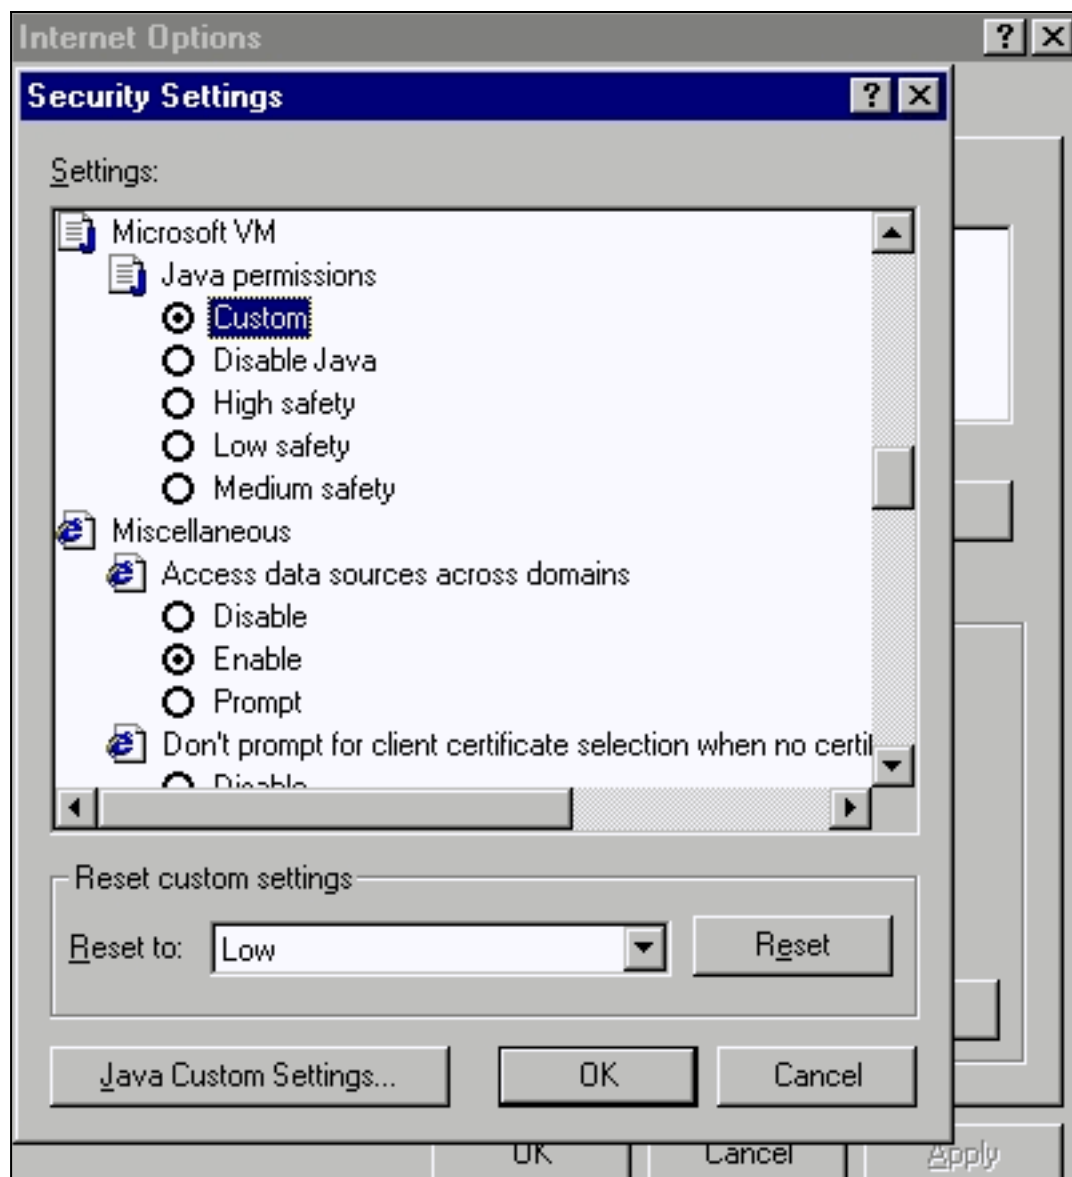 Internet Options
Security Settings
Settings:
Microsoft VM
Java permissions
Custom
Disable Java
High safety
Low safety
Medium safety
Miscellaneous
Access data sources across domains
Disable
Enable
Prompt
Don't prompt for client certificate selection when no certif
Disable
Reset custom settings
Reset to: Low Reset
Java Custom Settings... OK Cancel
OK Cancel Apply